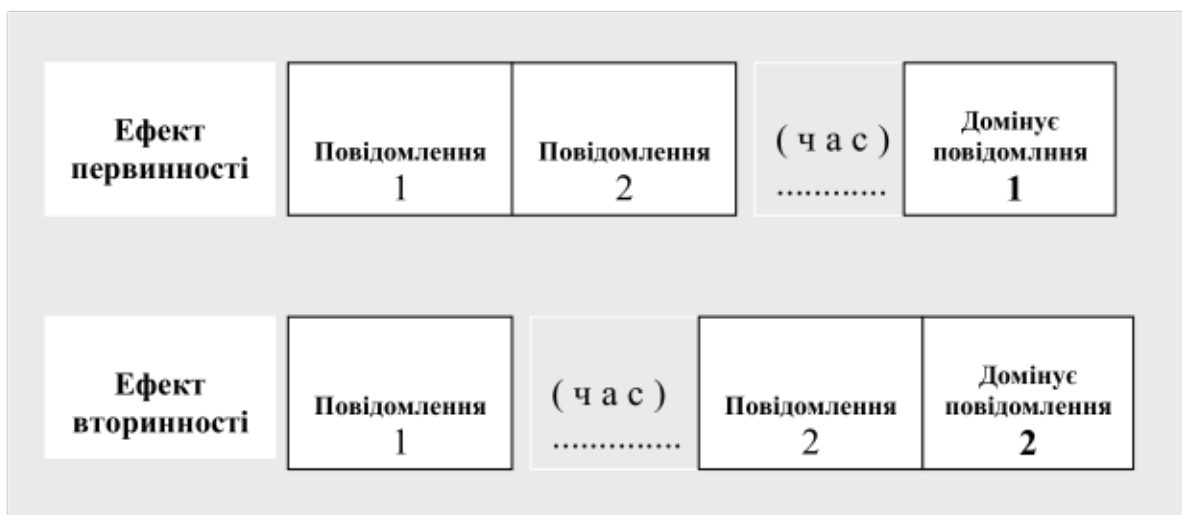 Ефект
первинності
Повідомлення
1
Повідомлення
2
( ч а с )
............
Домінує
повідомлння
1
Ефект
вторинності
Повідомлення
1
( ч а с )
..............
Повідомлення
2
Домінує
повідомлення
2